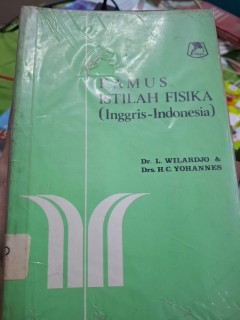 KAMUS
ISTILAH FISIKA
(Inggris-Indonesia)
Dr. L. WILARDJO &
Drs. H.C. YOHANNES